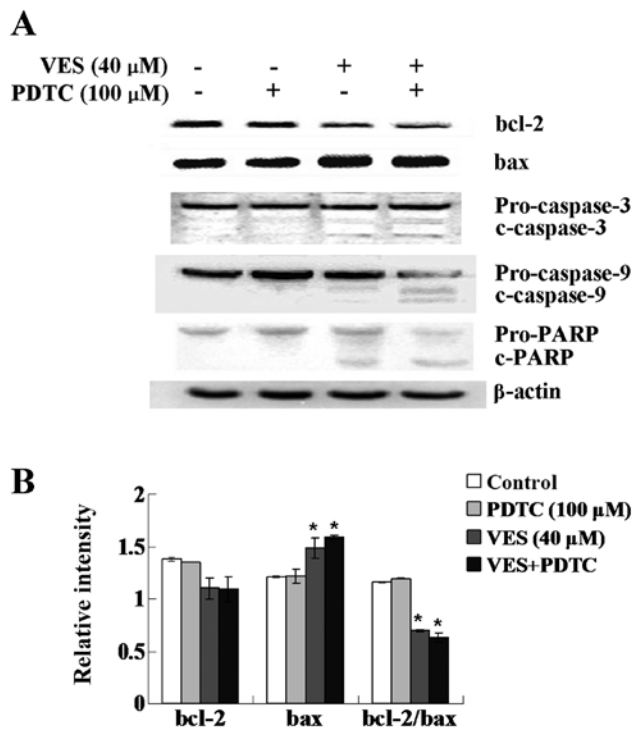 A
VES (40 μM) - - + +
PDTC (100 μM) - + - +
bcl-2
bax
Pro-caspase-3
c-caspase-3
Pro-caspase-9
c-caspase-9
Pro-PARP
c-PARP
β-actin
B
Control
PDTC (100 μM)
VES (40 μM)
VES+PDTC
Relative intensity
2
1.5
1
0.5
0
* *
* *
bcl-2 bax bcl-2/bax